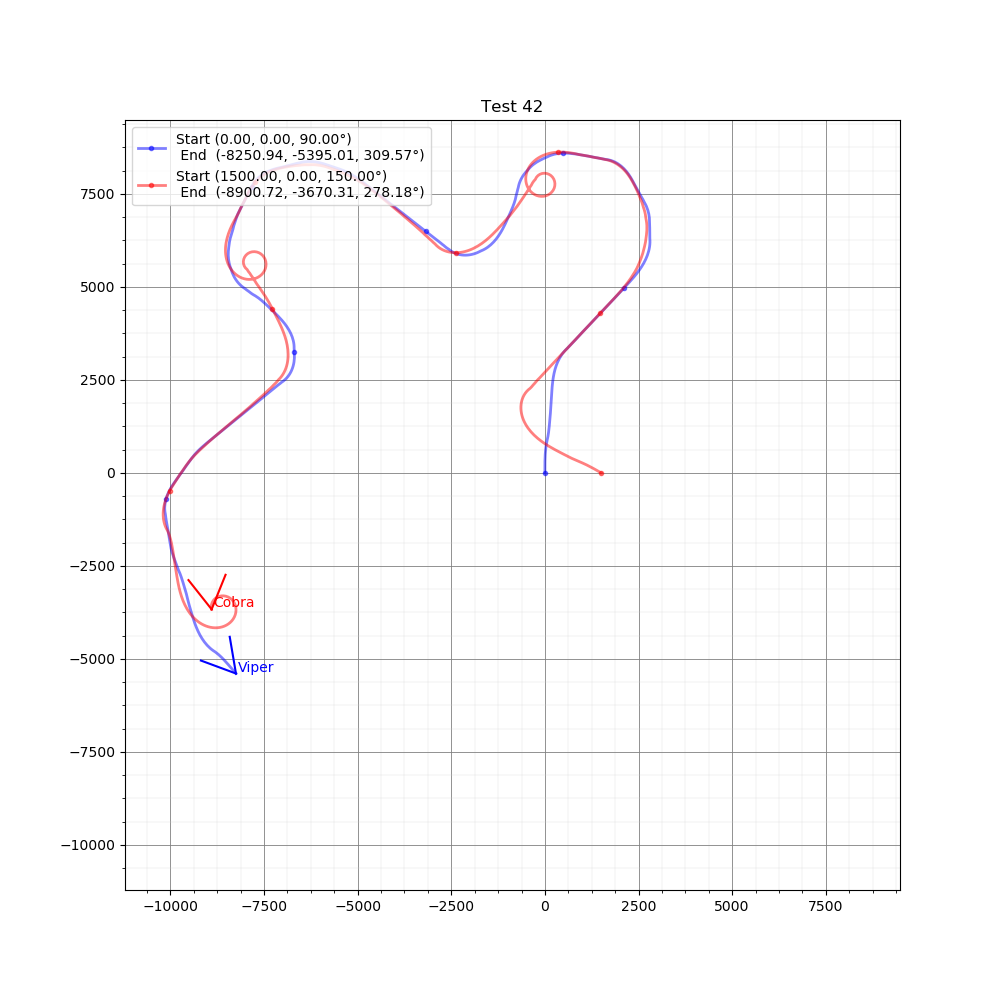 Test 42
Start (0.00, 0.00, 90.00°)
End (-8250.94, -5395.01, 309.57°)
Start (1500.00, 0.00, 150.00°)
End (-8900.72, -3670.31, 278.18°)
7500
5000
2500
0
−2500
−5000
−7500
−10000
Cobra
Viper
−10000 −7500 −5000 −2500 0 2500 5000 7500